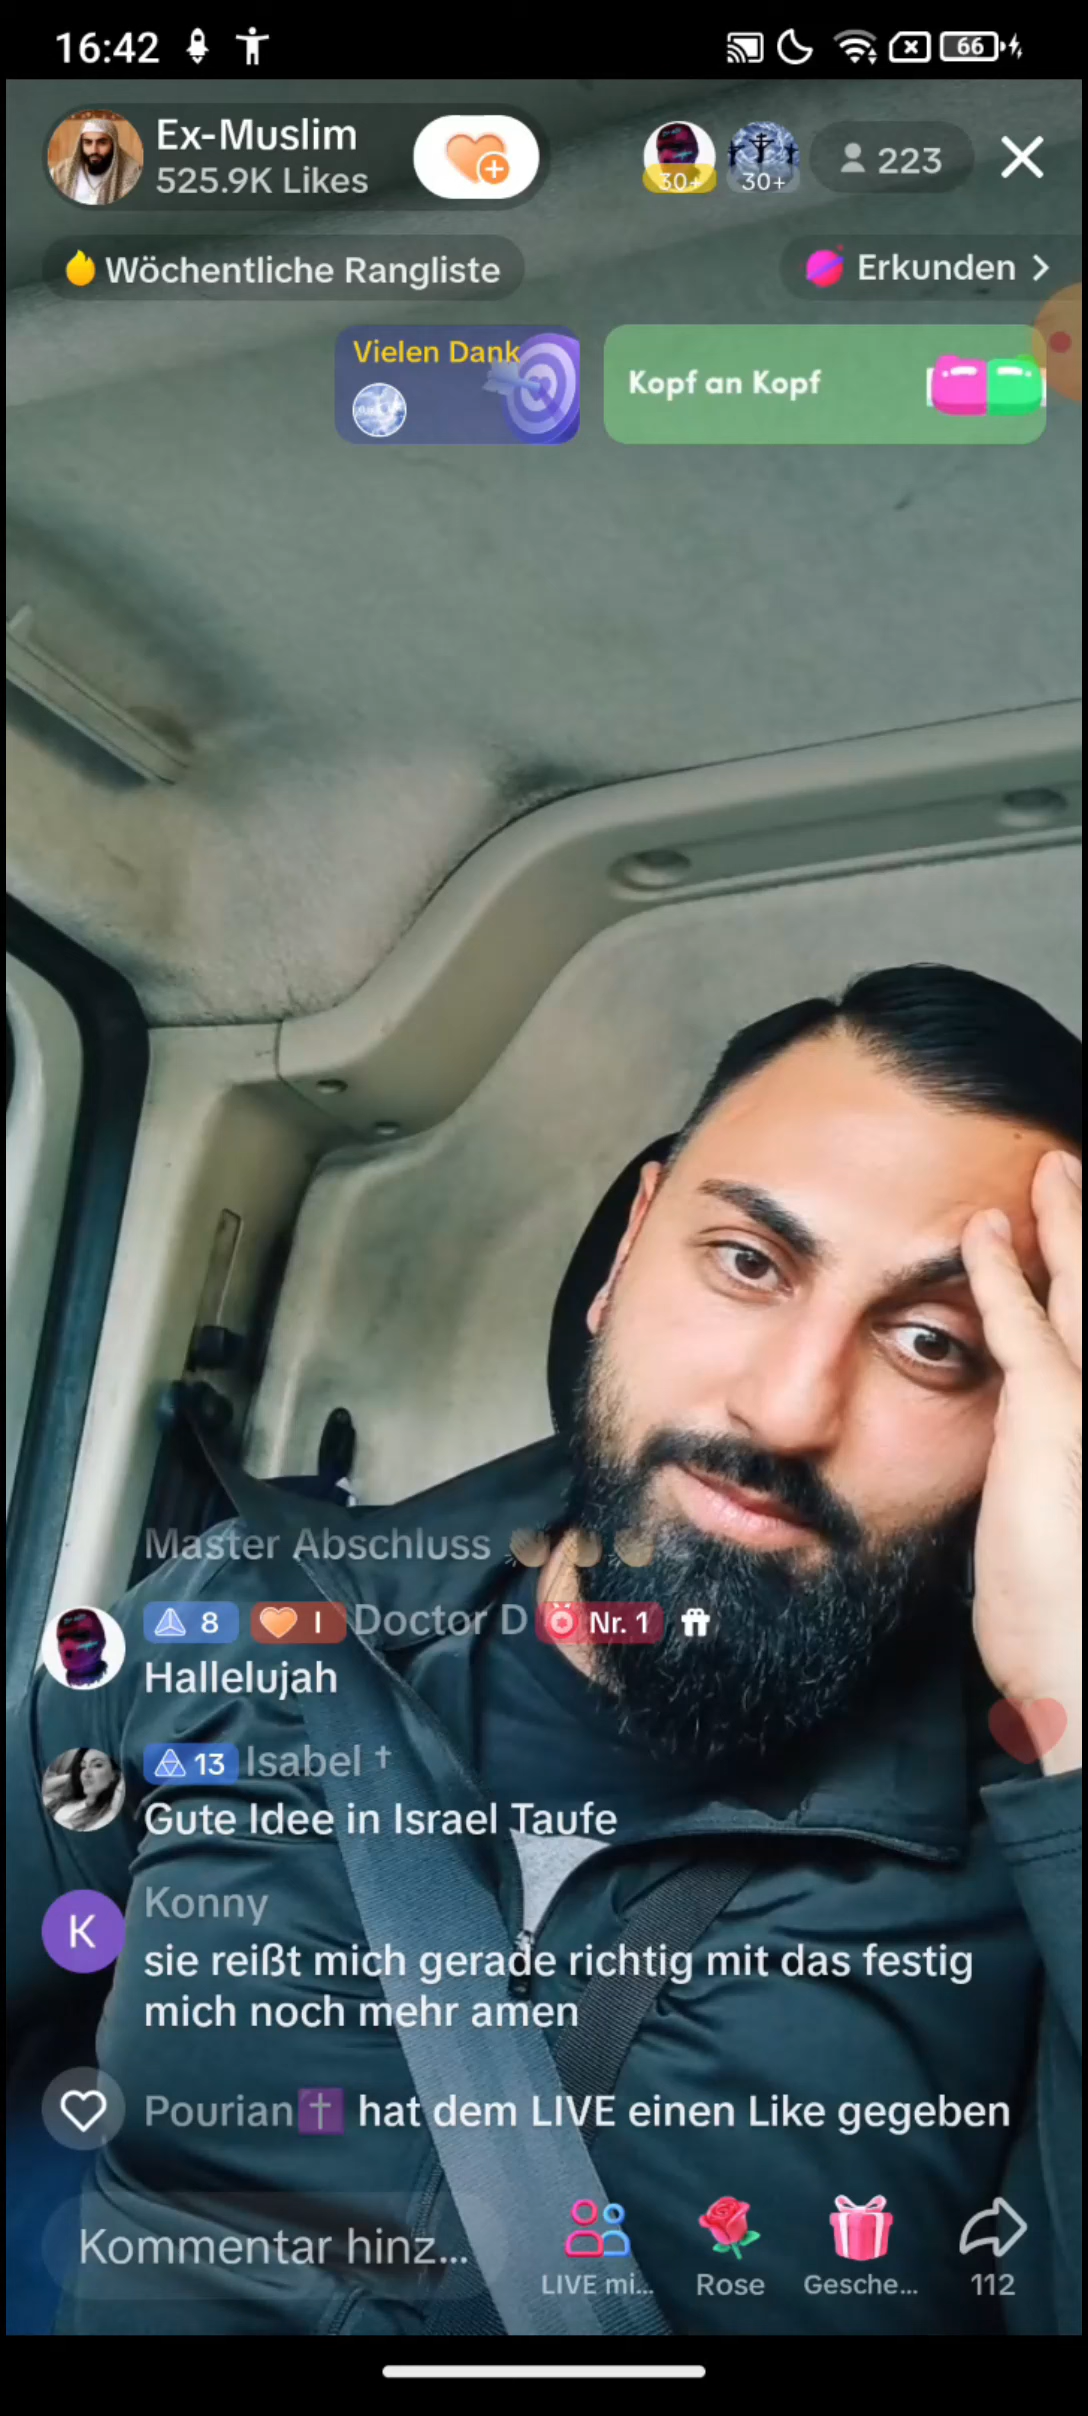 16:42
66
Ex-Muslim
525.9K Likes
30+
30+
223
Wöchentliche Rangliste
Erkunden >
Vielen Dank
Kopf an Kopf
Master Abschluss 👏🏽👏🏼👏🏼
8 I Doctor D Nr. 1
Hallelujah
13 Isabel †
Gute Idee in Israel Taufe
K
Konny
sie reißt mich gerade richtig mit das festig
mich noch mehr amen
Pourian✝️ hat dem LIVE einen Like gegeben
Kommentar hinz...
LIVE mi...
Rose
Gesche...
112